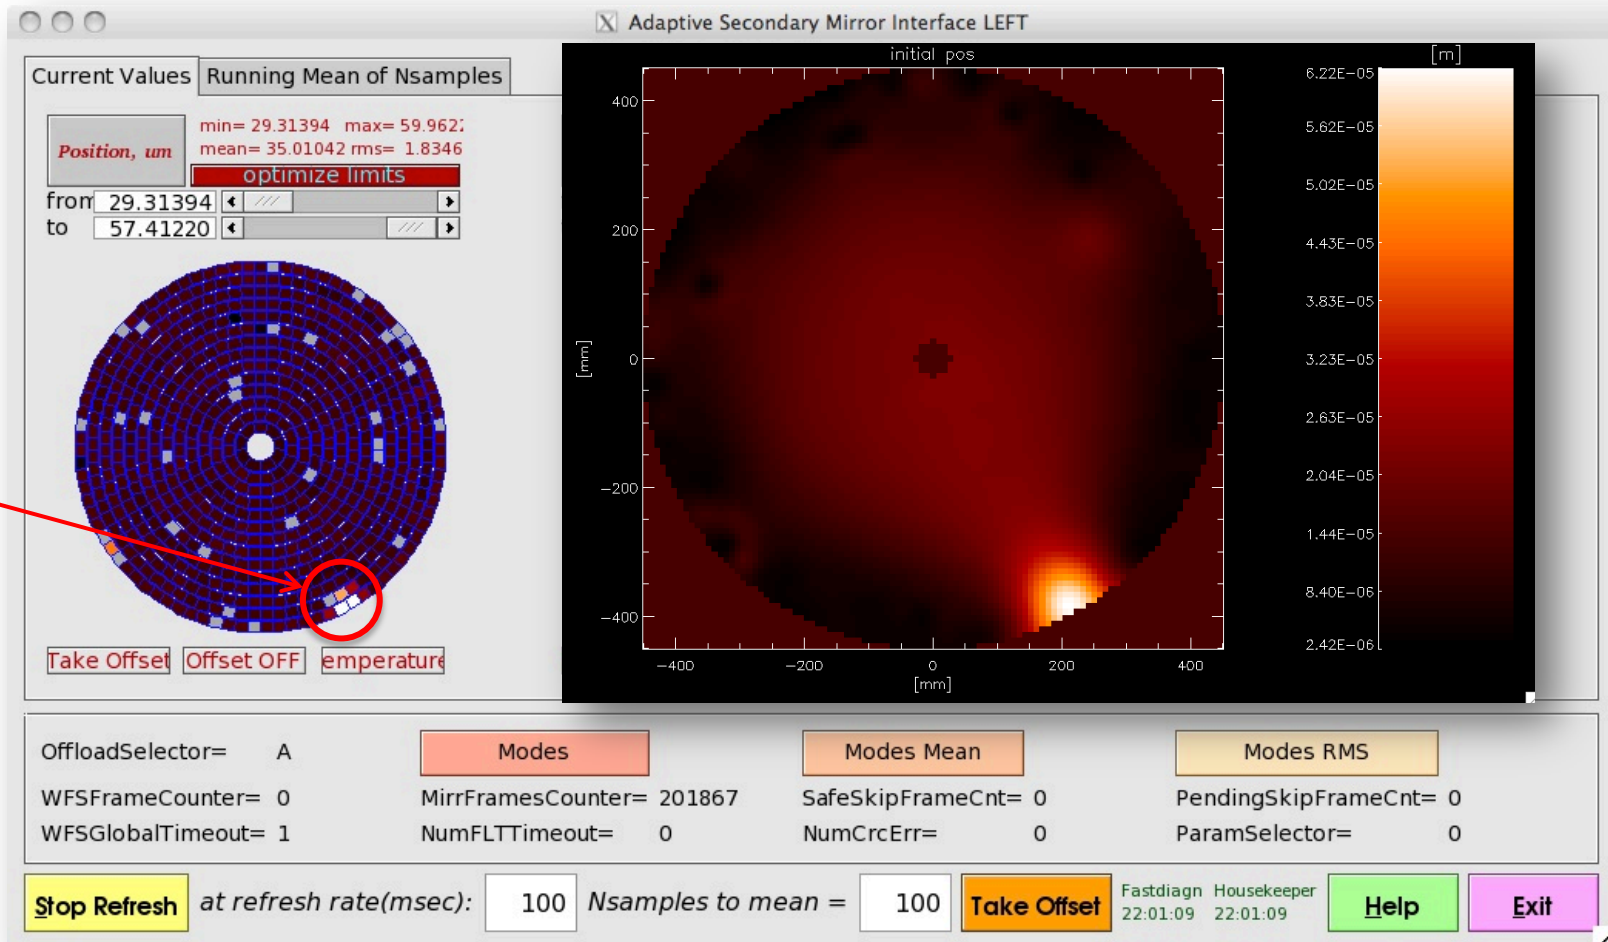 Adaptive Secondary Mirror Interface LEFT
Current Values
Running Mean of Nsamples
Position, um
min= 29.31394 max= 59.962
mean= 35.01042 rms= 1.8346
optimize limits
from 29.31394
to 57.41220
Take Offset
Offset OFF
emperature
initial pos
400
200
0
−200
−400
[mm]
−400 −200 0 200 400
[mm]
[m]
6.22E−05
5.62E−05
5.02E−05
4.43E−05
3.83E−05
3.23E−05
2.63E−05
2.04E−05
1.44E−05
8.40E−06
2.42E−06
OffloadSelector= A
Modes
Modes Mean
Modes RMS
WFSFrameCounter= 0
MirrFramesCounter= 201867
SafeSkipFrameCnt= 0
PendingSkipFrameCnt= 0
WFSGlobalTimeout= 1
NumFLTTimeout= 0
NumCrcErr= 0
ParamSelector= 0
Stop Refresh
at refresh rate(msec): 100
Nsamples to mean = 100
Take Offset
Fastdiagn Housekeeper
22:01:09 22:01:09
Help
Exit